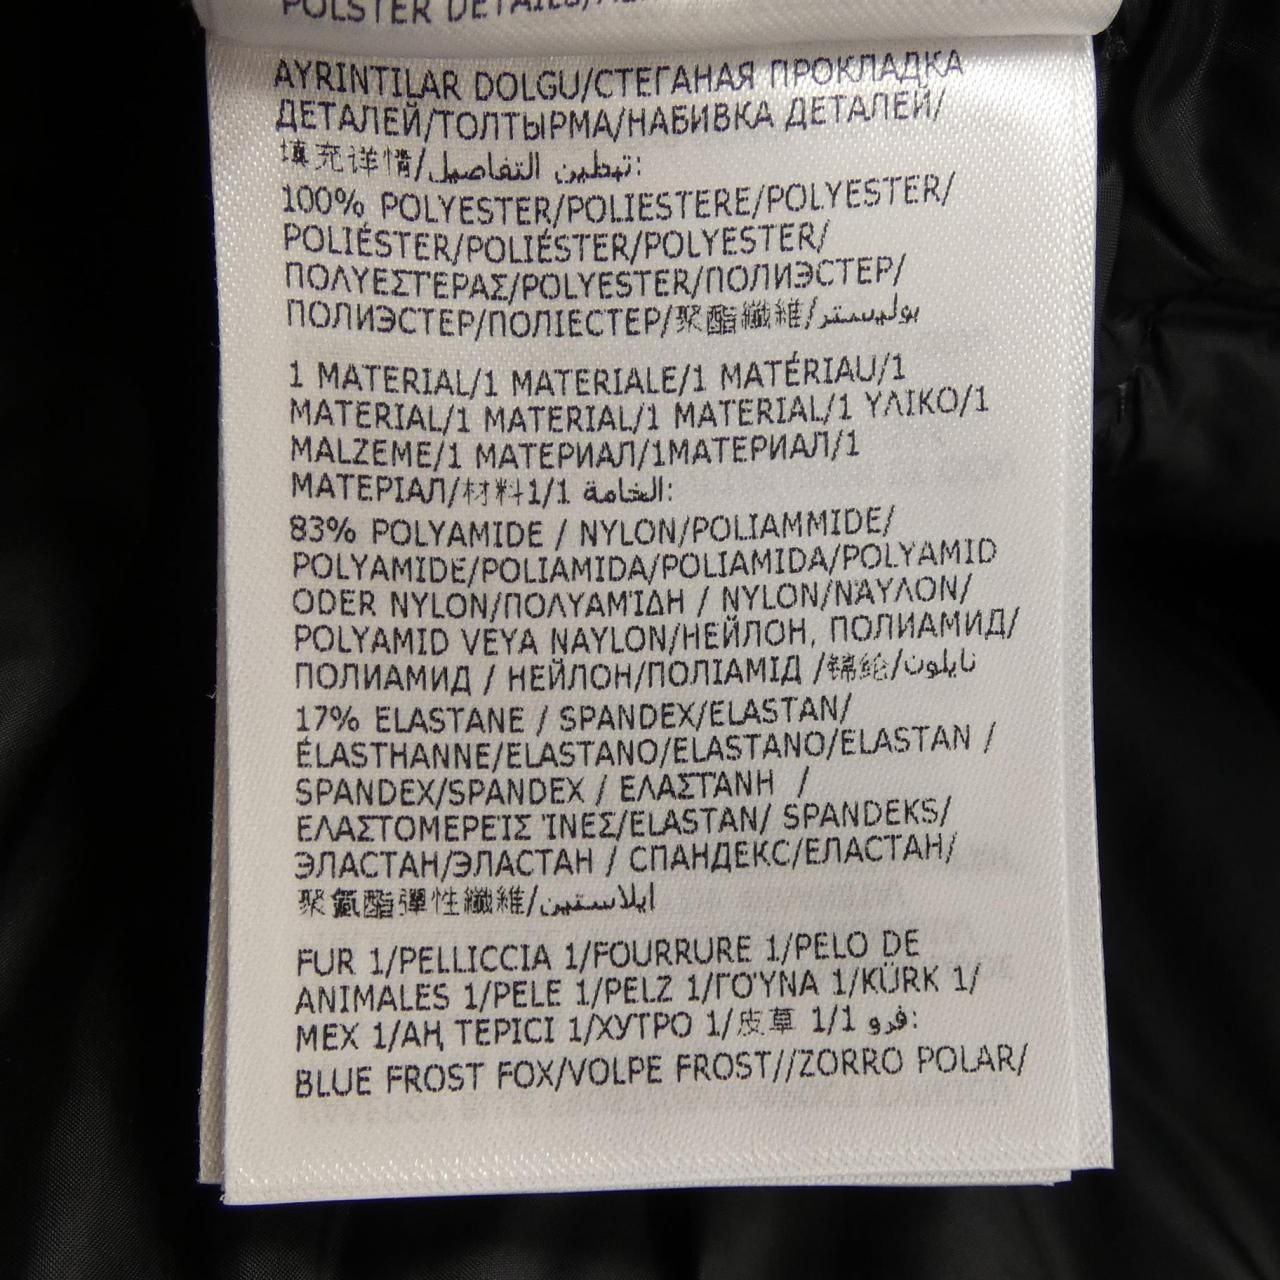 POLSTER DETAILS/
AYRINTILAR DOLGU/СТЕГАНАЯ ПРОКЛАДКА
ДЕТАЛЕЙ/ТОЛТЫРМА/НАБИВКА ДЕТАЛЕЙ/
填充详情/تبطين التفاصيل:
100% POLYESTER/POLIESTERE/POLYESTER/
POLIÉSTER/POLIÉSTER/POLYESTER/
ΠΟΛΥΕΣΤΕΡΑΣ/POLYESTER/ПОЛИЭСТЕР/
ПОЛИЭСТЕР/ПОЛІЕСТЕР/聚酯纖維/بوليستر
1 MATERIAL/1 MATERIALE/1 MATÉRIAU/1
MATERIAL/1 MATERIAL/1 MATERIAL/1 ΥΛΙΚΟ/1
MALZEME/1 МАТЕРИАЛ/1МАТЕРИАЛ/1
МАТЕРІАЛ/材料1/1 الخامة:
83% POLYAMIDE / NYLON/POLIAMMIDE/
POLYAMIDE/POLIAMIDA/POLIAMIDA/POLYAMID
ODER NYLON/ΠΟΛΥΑΜΊΔΗ / NYLON/ΝΆΥΛΟΝ/
POLYAMID VEYA NAYLON/НЕЙЛОН, ПОЛИАМИД/
ПОЛИАМИД / НЕЙЛОН/ПОЛІАМІД /锦纶/نايلون
17% ELASTANE / SPANDEX/ELASTAN/
ÉLASTHANNE/ELASTANO/ELASTANO/ELASTAN /
SPANDEX/SPANDEX / ΕΛΑΣΤΆΝΗ /
ΕΛΑΣΤΟΜΕΡΕΊΣ ΊΝΕΣ/ELASTAN/ SPANDEKS/
ЭЛАСТАН/ЭЛАСТАН / СПАНДЕКС/ЕЛАСТАН/
聚氨酯彈性纖維/ايلاستين
FUR 1/PELLICCIA 1/FOURRURE 1/PELO DE
ANIMALES 1/PELE 1/PELZ 1/ΓΟΎΝΑ 1/KÜRK 1/
МЕХ 1/АҢ ТЕРІСІ 1/ХУТРО 1/皮草 1/1 فرو:
BLUE FROST FOX/VOLPE FROST//ZORRO POLAR/